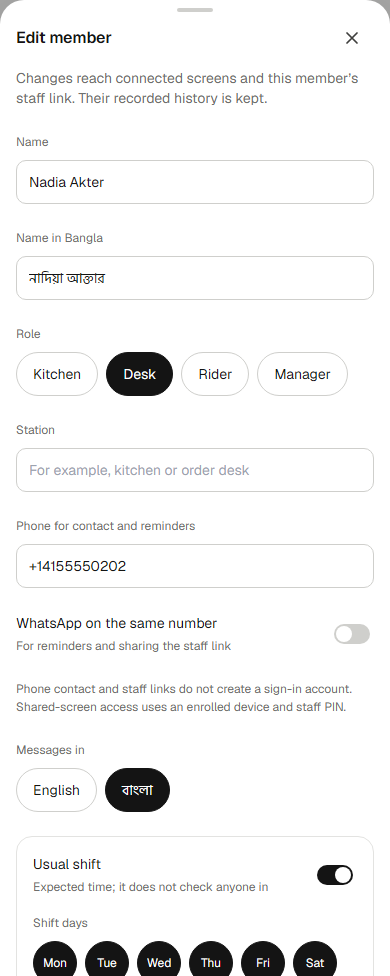 Edit member
Changes reach connected screens and this member's
staff link. Their recorded history is kept.
Name
Nadia Akter
Name in Bangla
নাদিয়া আক্তার
Role
Kitchen
Desk
Rider
Manager
Station
For example, kitchen or order desk
Phone for contact and reminders
+14155550202
WhatsApp on the same number
For reminders and sharing the staff link
Phone contact and staff links do not create a sign-in account.
Shared-screen access uses an enrolled device and staff PIN.
Messages in
English
বাংলা
Usual shift
Expected time; it does not check anyone in
Shift days
Mon
Tue
Wed
Thu
Fri
Sat